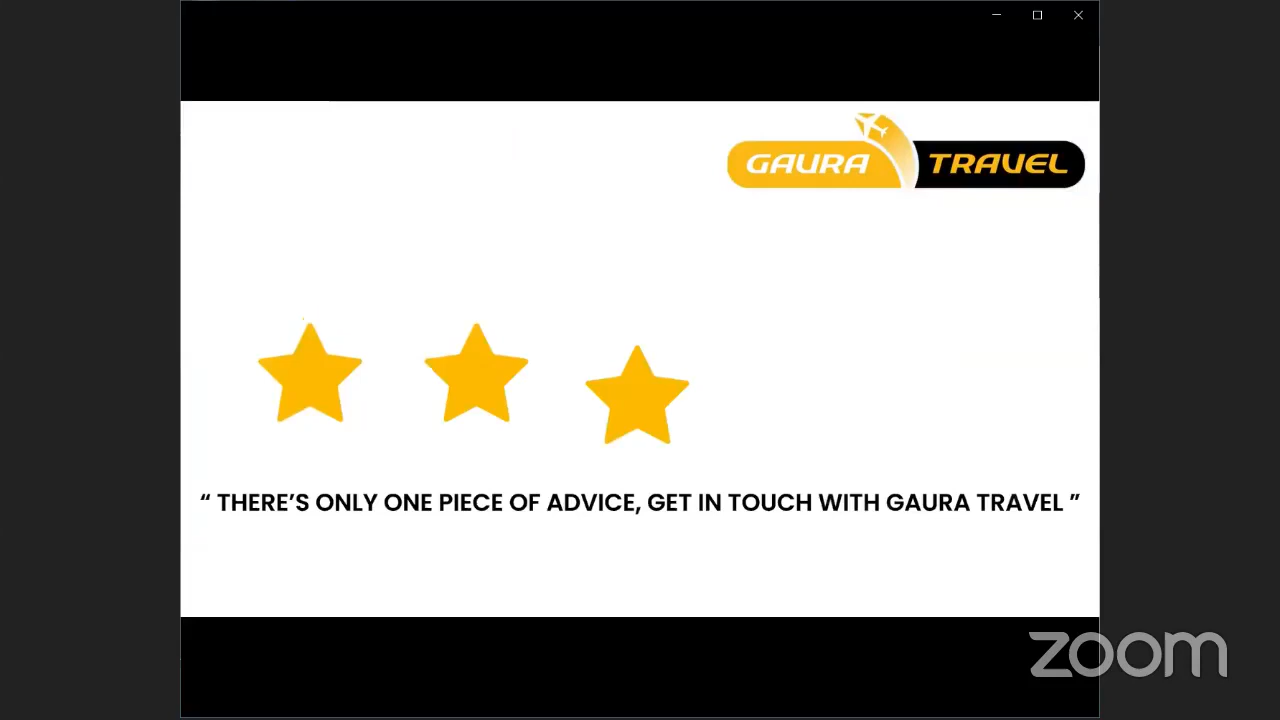 GAURA TRAVEL
“ THERE’S ONLY ONE PIECE OF ADVICE, GET IN TOUCH WITH GAURA TRAVEL ”
zoom